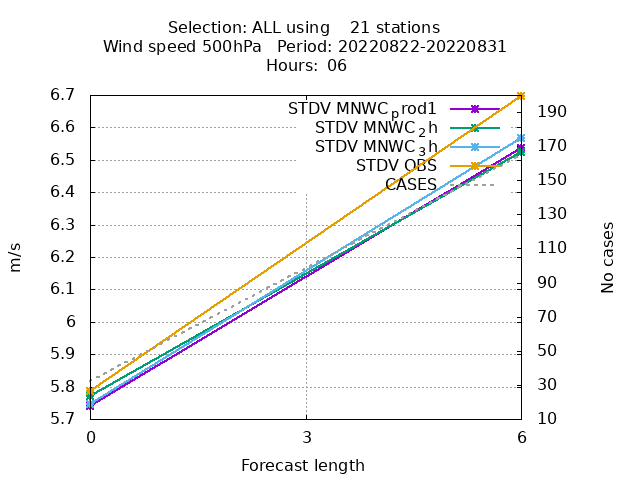 Selection: ALL using    21 stations
Wind speed 500hPa   Period: 20220822-20220831
Hours: 06
6.7
6.6
6.5
6.4
6.3
6.2
6.1
6
5.9
5.8
5.7
m/s
STDV MNWCprod1
STDV MNWC2h
STDV MNWC3h
STDV OBS
CASES
190
170
150
130
110
90
70
50
30
10
No cases
0 3 6
Forecast length